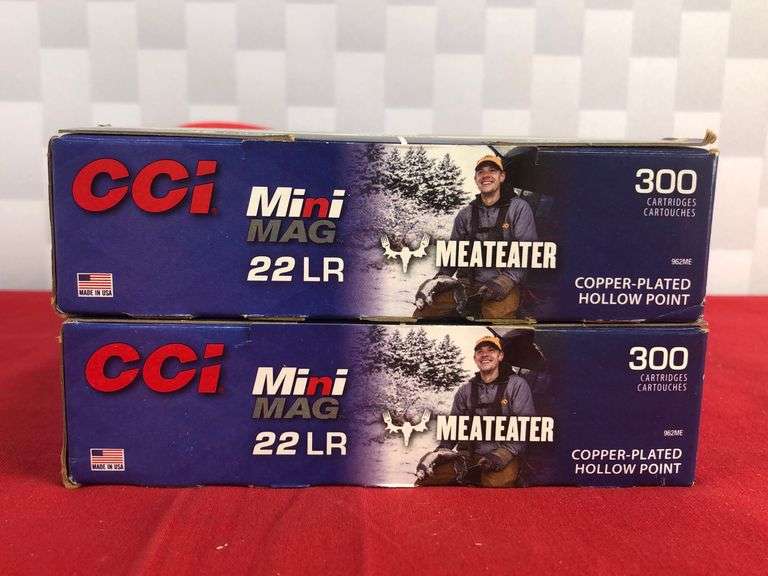 CCi
Mini
MAG
22 LR
MADE IN USA
MEATEATER
300
CARTRIDGES
CARTOUCHES
962ME
COPPER-PLATED
HOLLOW POINT
CCi
Mini
MAG
22 LR
MADE IN USA
MEATEATER
300
CARTRIDGES
CARTOUCHES
962ME
COPPER-PLATED
HOLLOW POINT